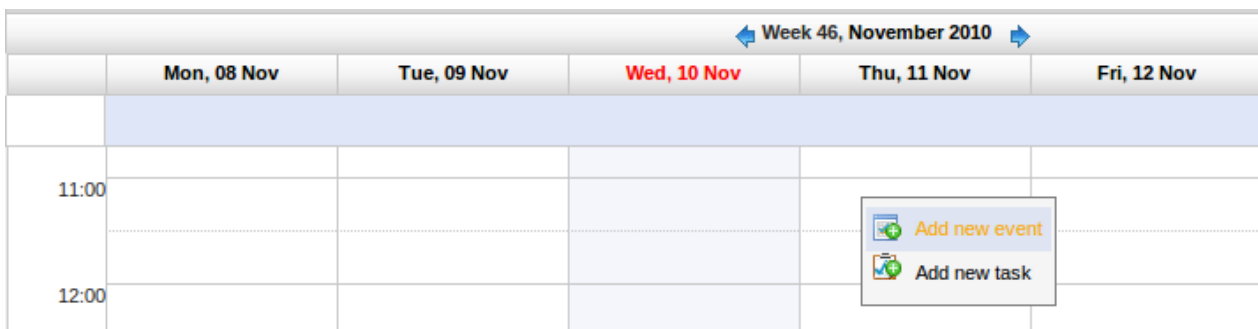 Week 46, November 2010
Mon, 08 Nov Tue, 09 Nov Wed, 10 Nov Thu, 11 Nov Fri, 12 Nov
11:00
Add new event
Add new task
12:00